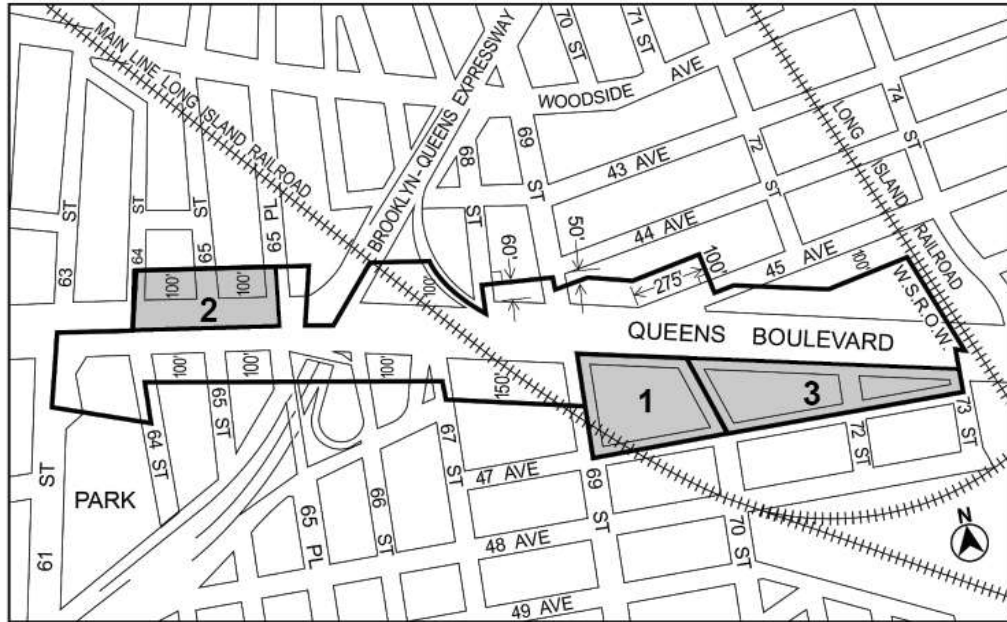 MAIN LINE LONG ISLAND RAILROAD
BROOKLYN-QUEENS EXPRESSWAY
70 ST
71 ST
WOODSIDE AVE
74 ST
LONG ISLAND RAILROAD
68 ST
69 ST
43 AVE
72 ST
63 ST
64 ST
65 ST
65 PL
44 AVE
50'
60'
100'
275'
100'
45 AVE
100'
W.S.R.O.W.
100'
100'
2
QUEENS BOULEVARD
100'
100'
100'
150'
1
3
65 ST
64 ST
67 ST
47 AVE
72 ST
73 ST
61 ST
PARK
66 ST
65 PL
69 ST
70 ST
48 AVE
49 AVE
N